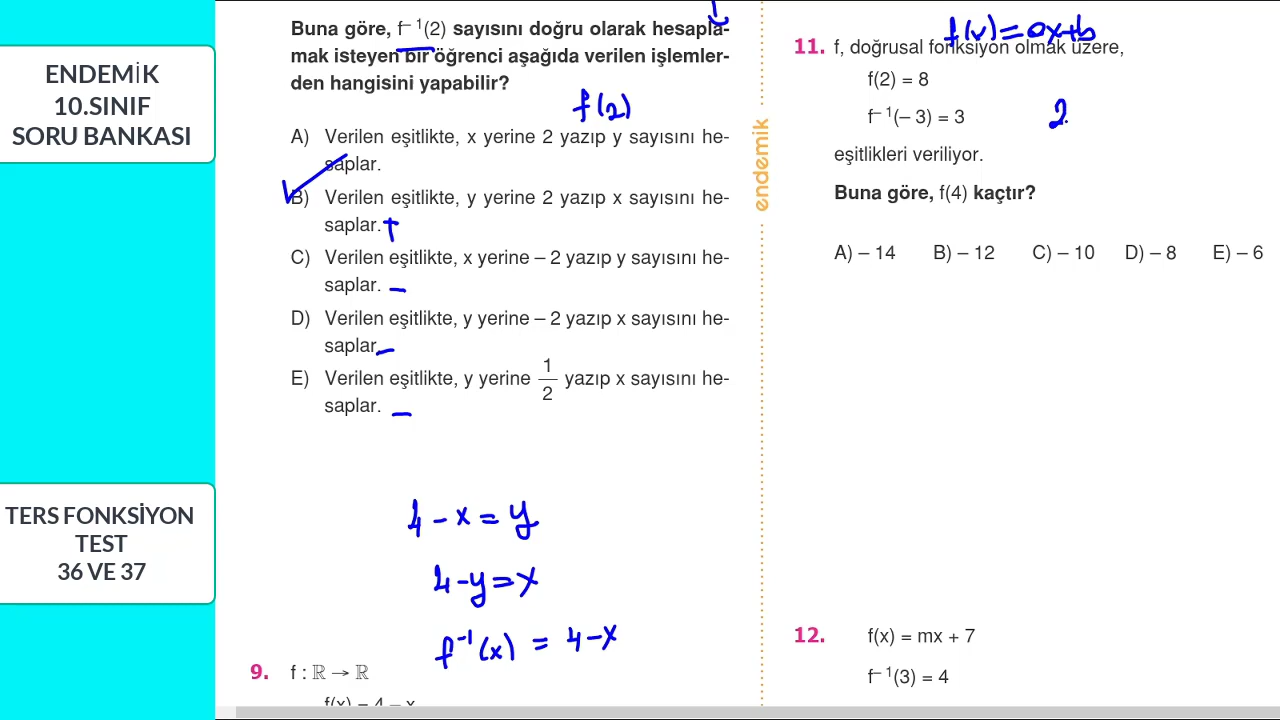 ENDEMİK
10.SINIF
SORU BANKASI
TERS FONKSİYON
TEST
36 VE 37
Buna göre, f⁻¹(2) sayısını doğru olarak hesapla-
mak isteyen bir öğrenci aşağıda verilen işlemler-
den hangisini yapabilir?
f(2)
A) Verilen eşitlikte, x yerine 2 yazıp y sayısını he-
saplar.
B) Verilen eşitlikte, y yerine 2 yazıp x sayısını he-
saplar.
C) Verilen eşitlikte, x yerine – 2 yazıp y sayısını he-
saplar.
D) Verilen eşitlikte, y yerine – 2 yazıp x sayısını he-
saplar.
E) Verilen eşitlikte, y yerine 1/2 yazıp x sayısını he-
saplar.
4 – x = y
4 – y = x
f⁻¹(x) = 4 – x
9. f : ℝ → ℝ
f(x) = 4 – x
endemik
f(x) = ax+b
11. f, doğrusal fonksiyon olmak üzere,
f(2) = 8
f⁻¹(– 3) = 3
2
eşitlikleri veriliyor.
Buna göre, f(4) kaçtır?
A) – 14 B) – 12 C) – 10 D) – 8 E) – 6
12. f(x) = mx + 7
f⁻¹(3) = 4